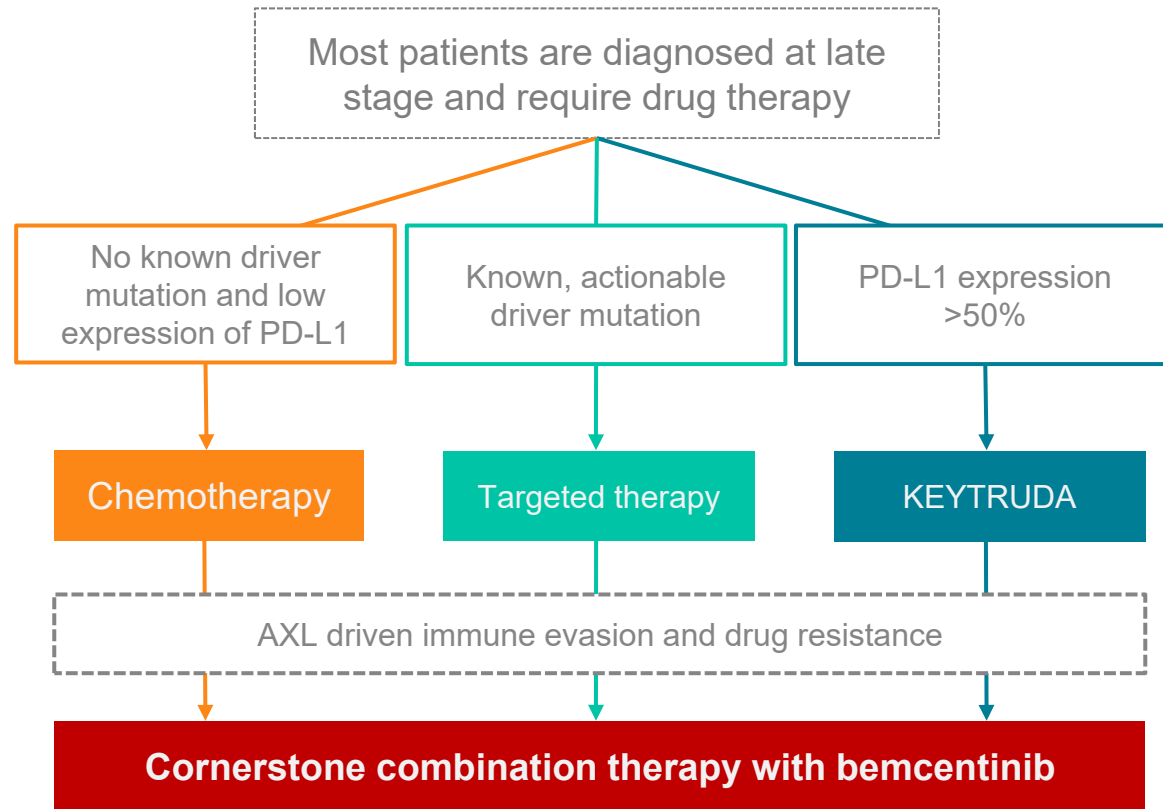 Most patients are diagnosed at late
stage and require drug therapy
No known driver
mutation and low
expression of PD-L1
Known, actionable
driver mutation
PD-L1 expression
>50%
Chemotherapy
Targeted therapy
KEYTRUDA
AXL driven immune evasion and drug resistance
Cornerstone combination therapy with bemcentinib